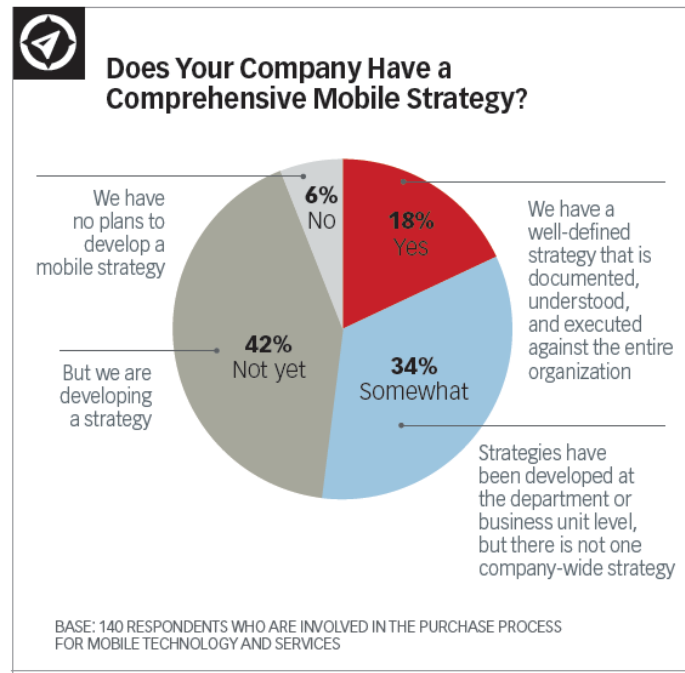 Does Your Company Have a
Comprehensive Mobile Strategy?
We have
no plans to
develop a
mobile strategy
6%
No
18%
Yes
We have a
well-defined
strategy that is
documented,
understood,
and executed
against the entire
organization
42%
Not yet
But we are
developing
a strategy
34%
Somewhat
Strategies have
been developed at
the department or
business unit level,
but there is not one
company-wide strategy
BASE: 140 RESPONDENTS WHO ARE INVOLVED IN THE PURCHASE PROCESS
FOR MOBILE TECHNOLOGY AND SERVICES